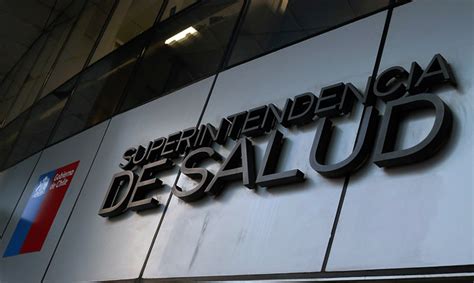 SUPERINTENDENCIA
DE SALUD
Gobierno
de Chile